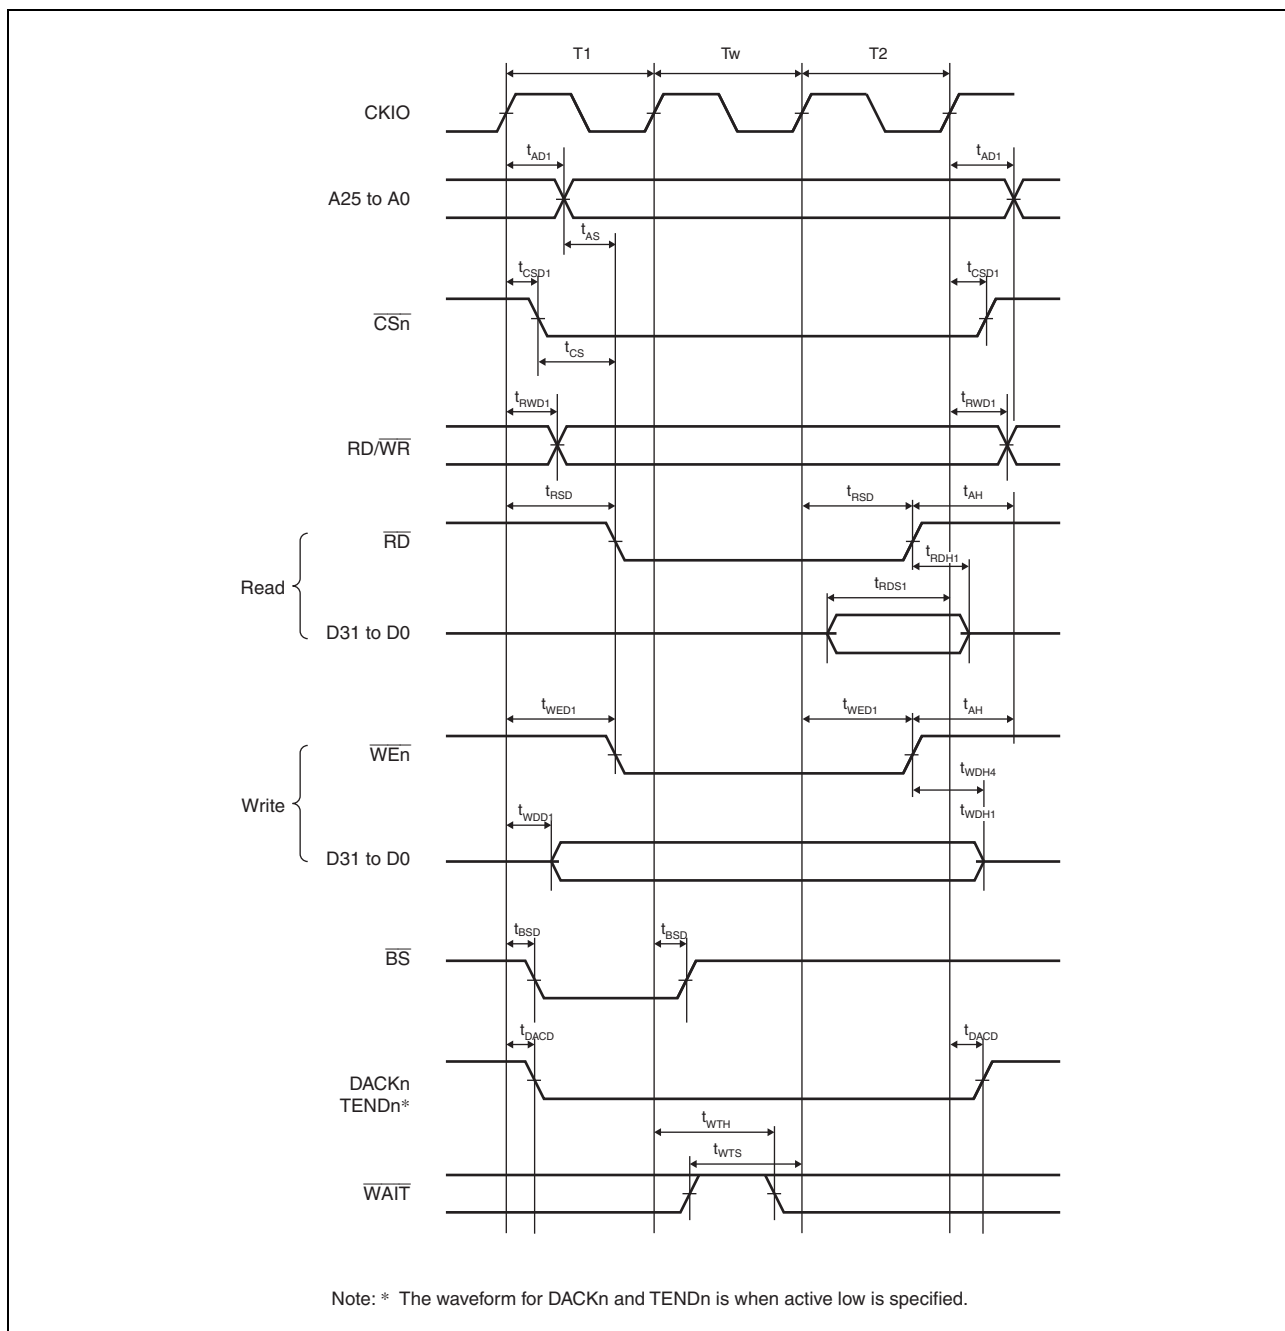 T1 Tw T2
CKIO
tAD1 tAD1
A25 to A0
tAS
tCSD1 tCSD1
CSn
tCS
tRWD1 tRWD1
RD/WR
tRSD tRSD tAH
RD
tRDH1
Read
tRDS1
D31 to D0
tWED1 tWED1 tAH
WEn
tWDH4
Write
tWDD1 tWDH1
D31 to D0
tBSD tBSD
BS
tDACD tDACD
DACKn
TENDn*
tWTH
tWTS
WAIT
Note: * The waveform for DACKn and TENDn is when active low is specified.